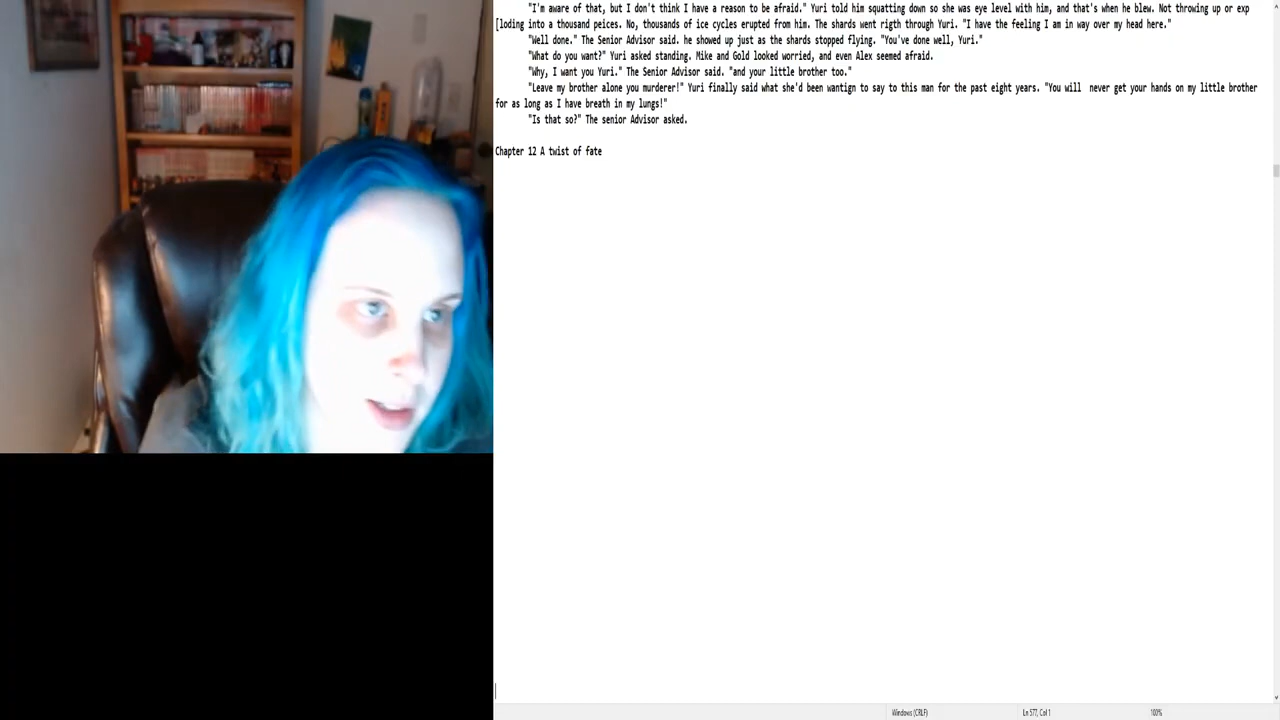 "I'm aware of that, but I don't think I have a reason to be afraid." Yuri told him squatting down so she was eye level with him, and that's when he blew. Not throwing up or exp
[loding into a thousand peices. No, thousands of ice cycles erupted from him. The shards went rigth through Yuri. "I have the feeling I am in way over my head here."
"Well done." The Senior Advisor said. he showed up just as the shards stopped flying. "You've done well, Yuri."
"What do you want?" Yuri asked standing. Mike and Gold looked worried, and even Alex seemed afraid.
"Why, I want you Yuri." The Senior Advisor said. "and your little brother too."
"Leave my brother alone you murderer!" Yuri finally said what she'd been wantign to say to this man for the past eight years. "You will  never get your hands on my little brother
for as long as I have breath in my lungs!"
"Is that so?" The senior Advisor asked.
Chapter 12 A twist of fate
Windows (CRLF) Ln 577, Col 1 100%